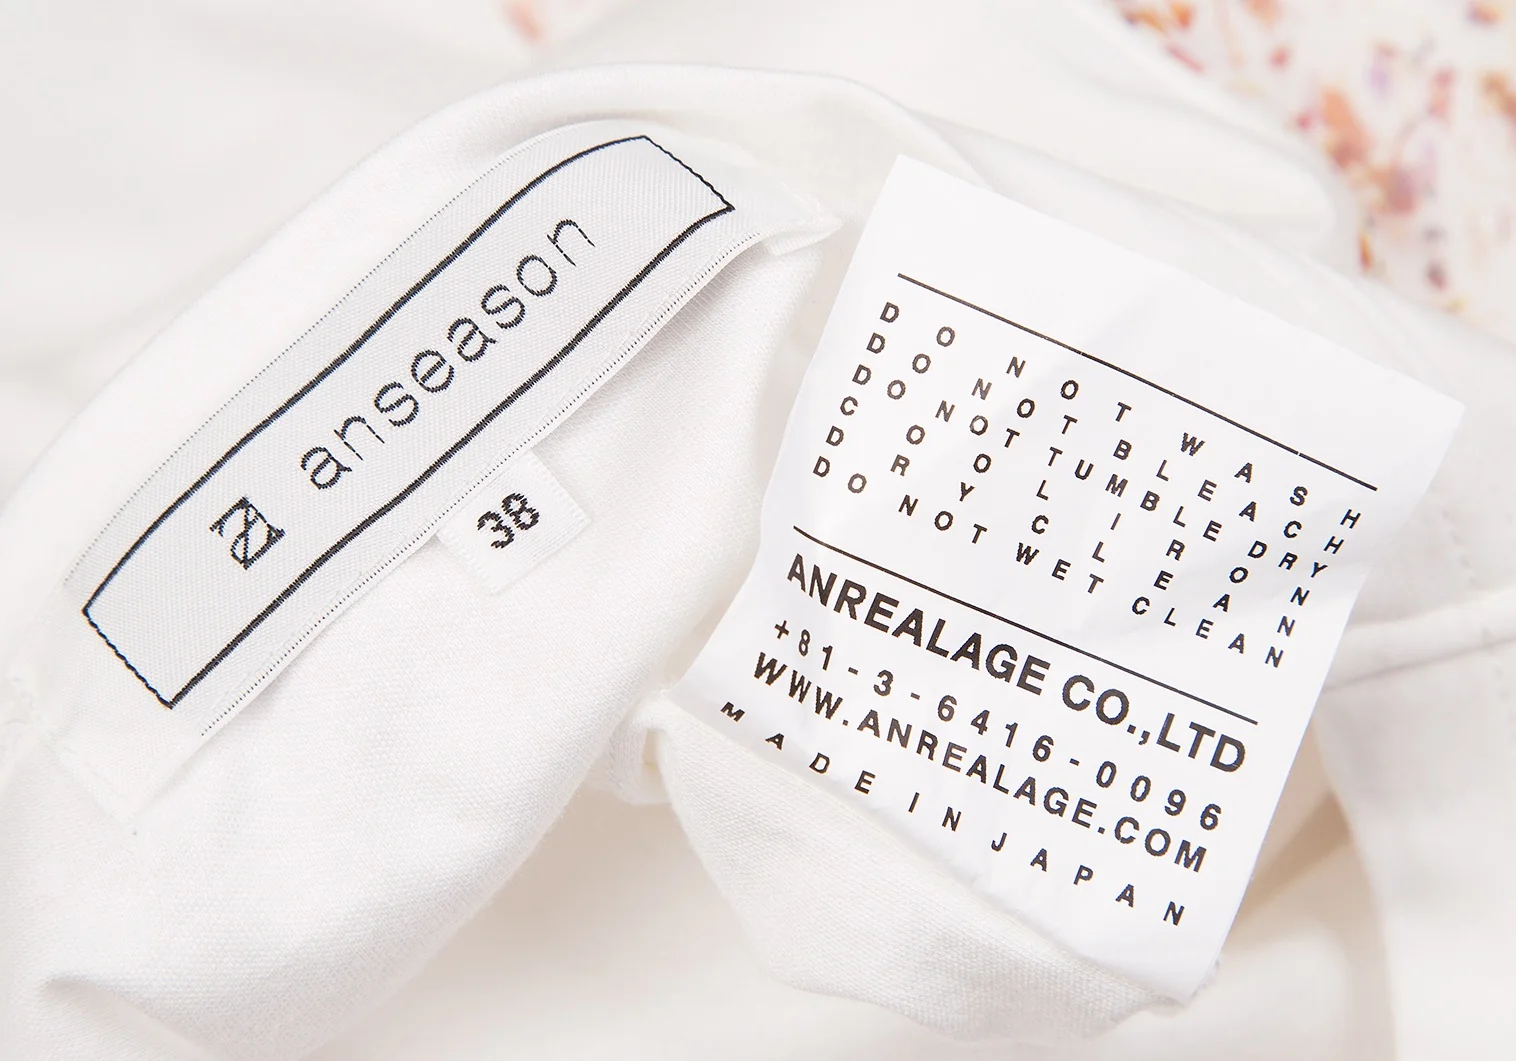 anseason
38
DO NOT WASH
DO NOT BLEACH
DO NOT TUMBLE DRY
COOL IRON
DRY CLEAN
DO NOT WET CLEAN
ANREALAGE CO.,LTD
+81-3-6416-0096
WWW.ANREALAGE.COM
MADE IN JAPAN